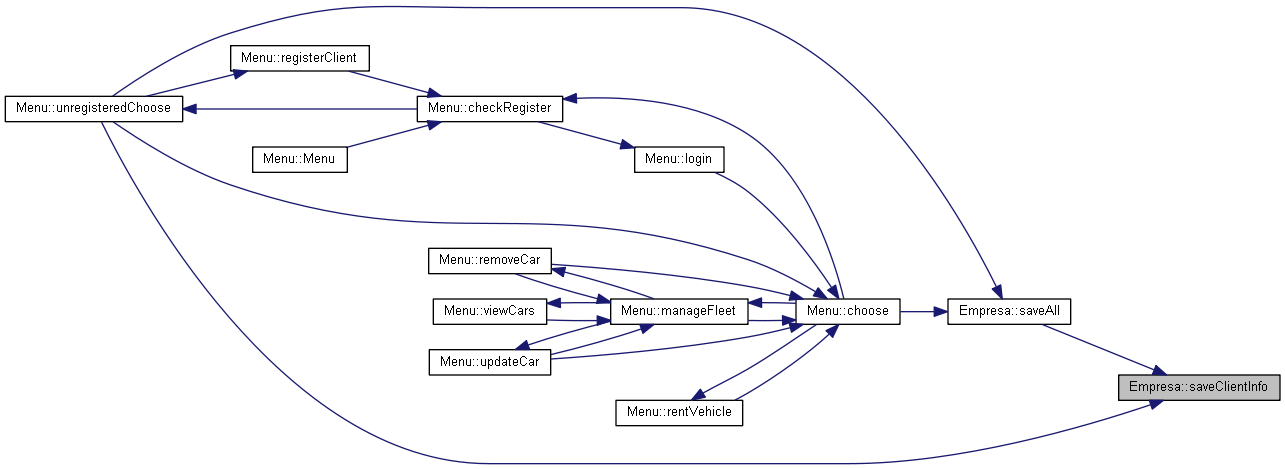 Menu::registerClient
Menu::unregisteredChoose
Menu::checkRegister
Menu::Menu
Menu::login
Menu::removeCar
Menu::viewCars
Menu::manageFleet
Menu::choose
Empresa::saveAll
Menu::updateCar
Empresa::saveClientInfo
Menu::rentVehicle